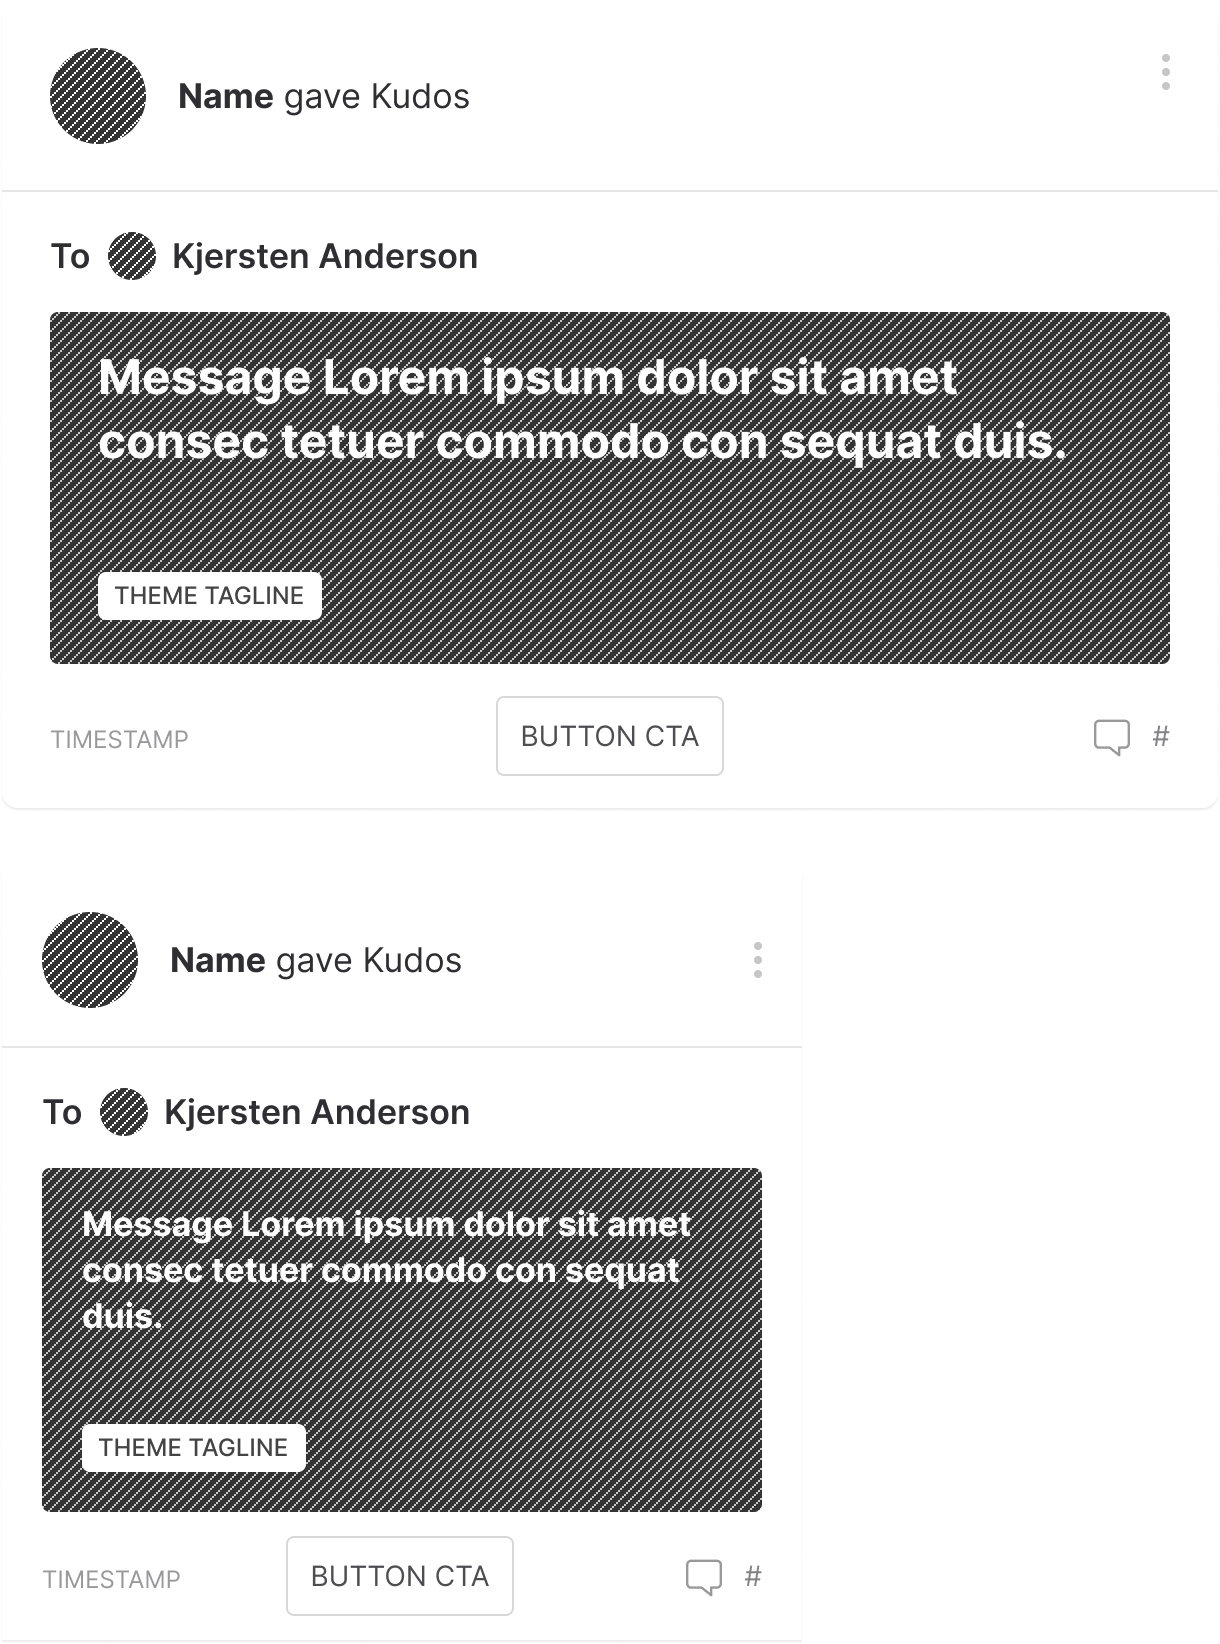 Name gave Kudos
To Kjersten Anderson
Message Lorem ipsum dolor sit amet
consec tetuer commodo con sequat duis.
THEME TAGLINE
TIMESTAMP BUTTON CTA #
Name gave Kudos
To Kjersten Anderson
Message Lorem ipsum dolor sit amet
consec tetuer commodo con sequat
duis.
THEME TAGLINE
TIMESTAMP BUTTON CTA #